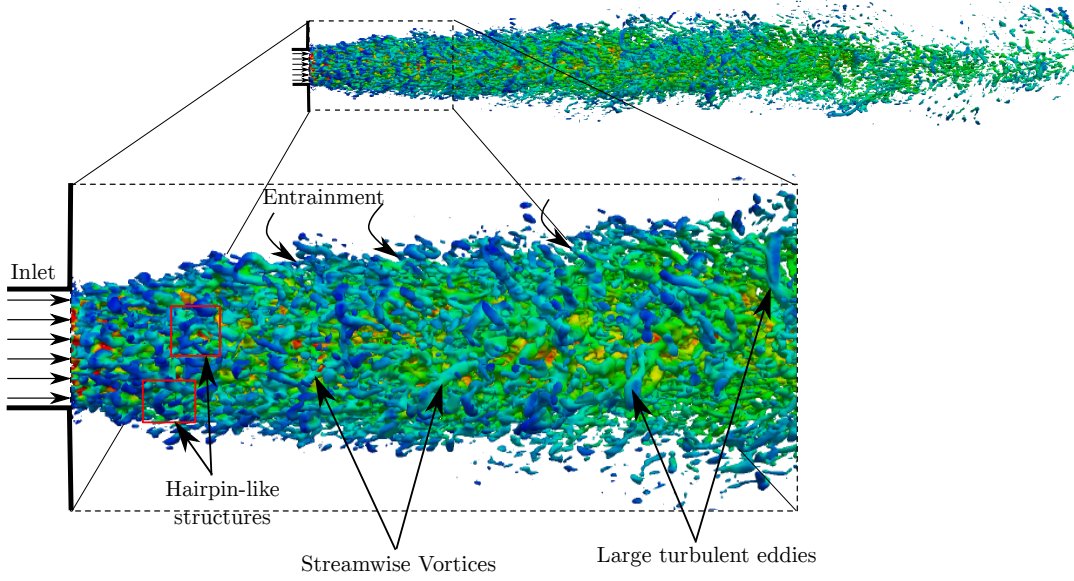 Entrainment
Inlet
Hairpin-like
structures
Streamwise Vortices
Large turbulent eddies